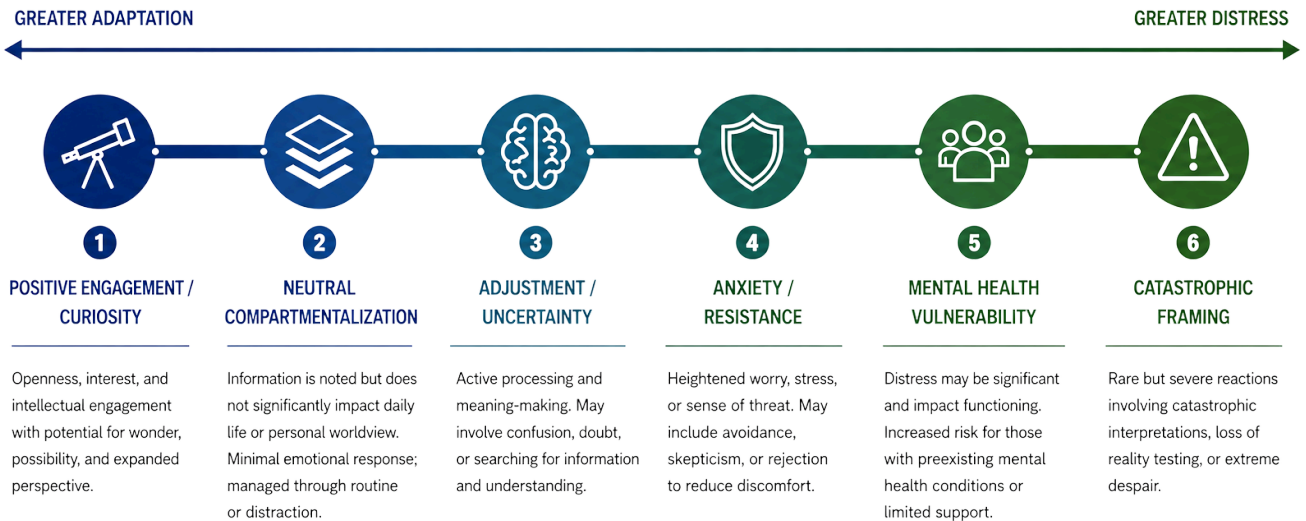 GREATER ADAPTATION
GREATER DISTRESS
1
POSITIVE ENGAGEMENT /
CURIOSITY
Openness, interest, and
intellectual engagement
with potential for wonder,
possibility, and expanded
perspective.
2
NEUTRAL
COMPARTMENTALIZATION
Information is noted but does
not significantly impact daily
life or personal worldview.
Minimal emotional response;
managed through routine
or distraction.
3
ADJUSTMENT /
UNCERTAINTY
Active processing and
meaning-making. May
involve confusion, doubt,
or searching for information
and understanding.
4
ANXIETY /
RESISTANCE
Heightened worry, stress,
or sense of threat. May
include avoidance,
skepticism, or rejection
to reduce discomfort.
5
MENTAL HEALTH
VULNERABILITY
Distress may be significant
and impact functioning.
Increased risk for those
with preexisting mental
health conditions or
limited support.
6
CATASTROPHIC
FRAMING
Rare but severe reactions
involving catastrophic
interpretations, loss of
reality testing, or extreme
despair.